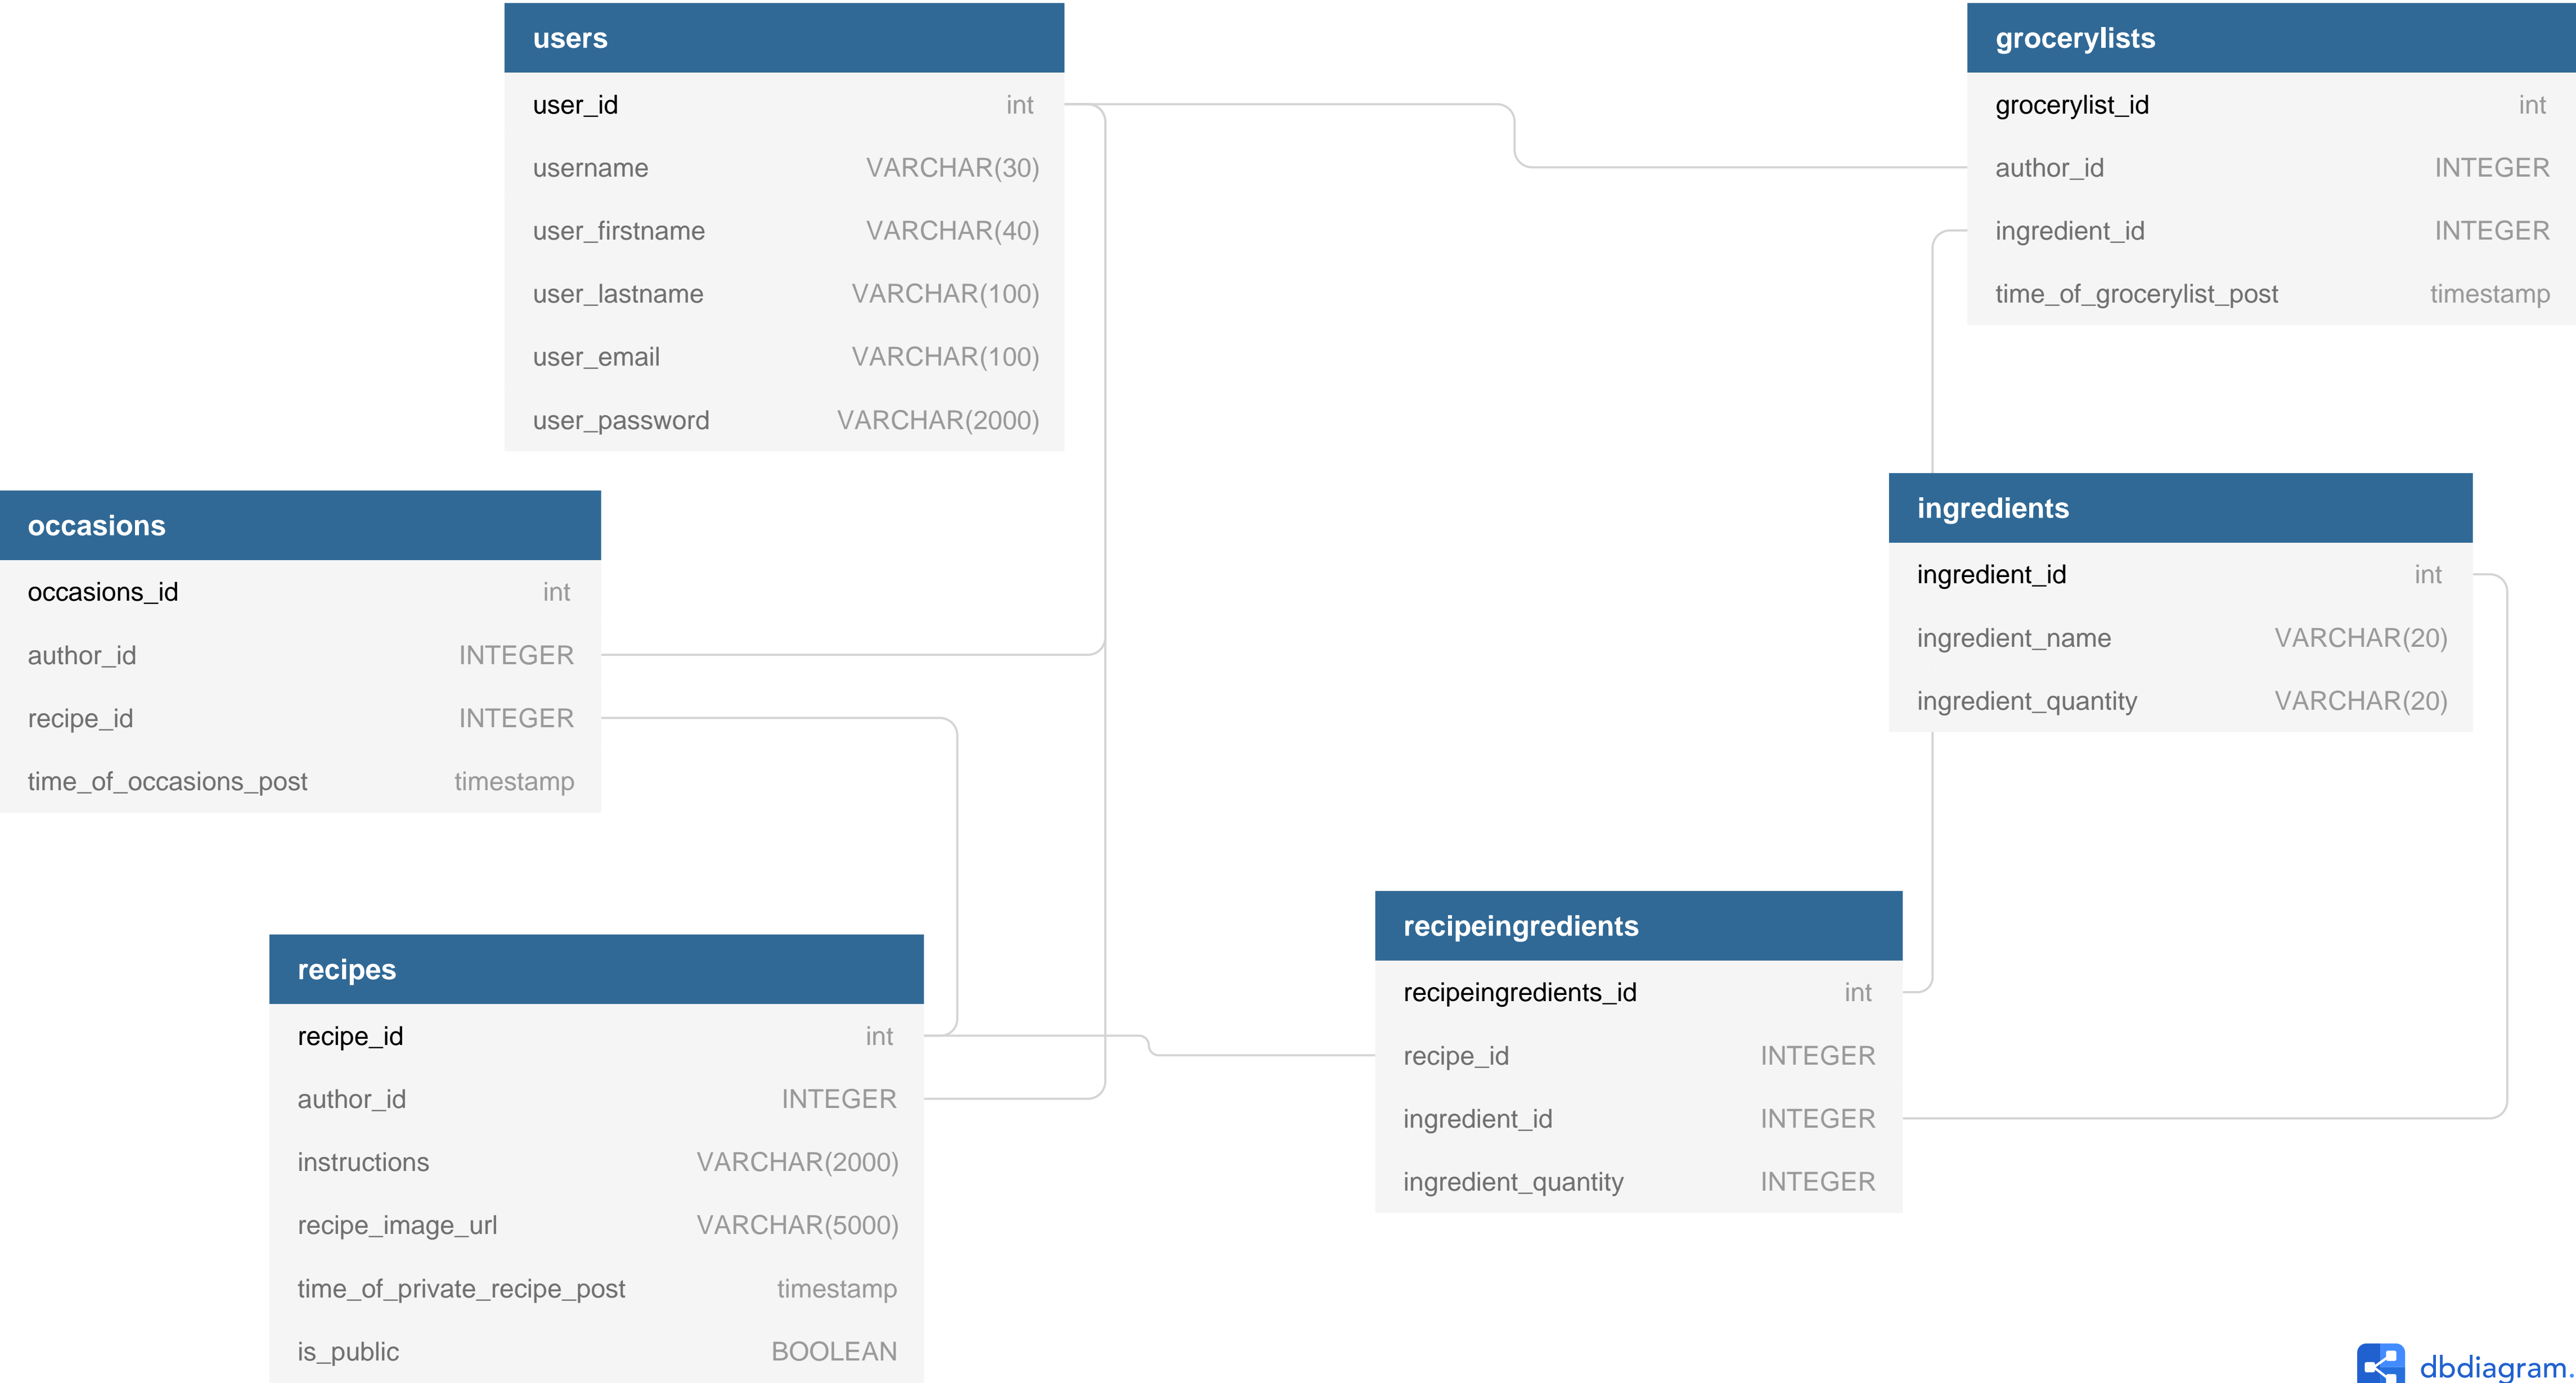 users
user_id int
username VARCHAR(30)
user_firstname VARCHAR(40)
user_lastname VARCHAR(100)
user_email VARCHAR(100)
user_password VARCHAR(2000)
grocerylists
grocerylist_id int
author_id INTEGER
ingredient_id INTEGER
time_of_grocerylist_post timestamp
occasions
occasions_id int
author_id INTEGER
recipe_id INTEGER
time_of_occasions_post timestamp
ingredients
ingredient_id int
ingredient_name VARCHAR(20)
ingredient_quantity VARCHAR(20)
recipes
recipe_id int
author_id INTEGER
instructions VARCHAR(2000)
recipe_image_url VARCHAR(5000)
time_of_private_recipe_post timestamp
is_public BOOLEAN
recipeingredients
recipeingredients_id int
recipe_id INTEGER
ingredient_id INTEGER
ingredient_quantity INTEGER
dbdiagram.